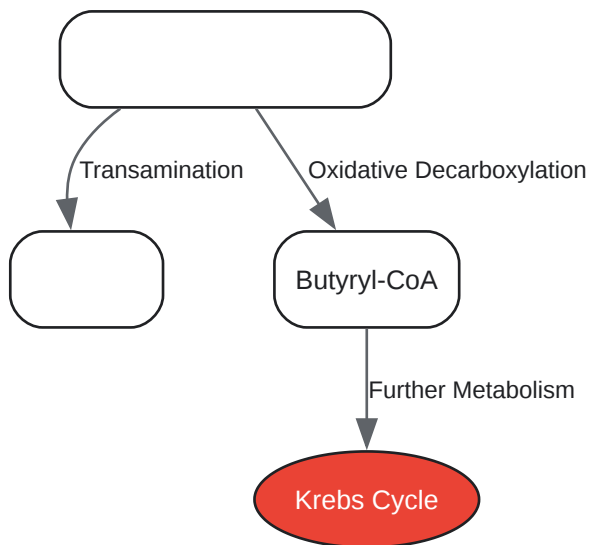 Transamination
Oxidative Decarboxylation
Butyryl-CoA
Further Metabolism
Krebs Cycle